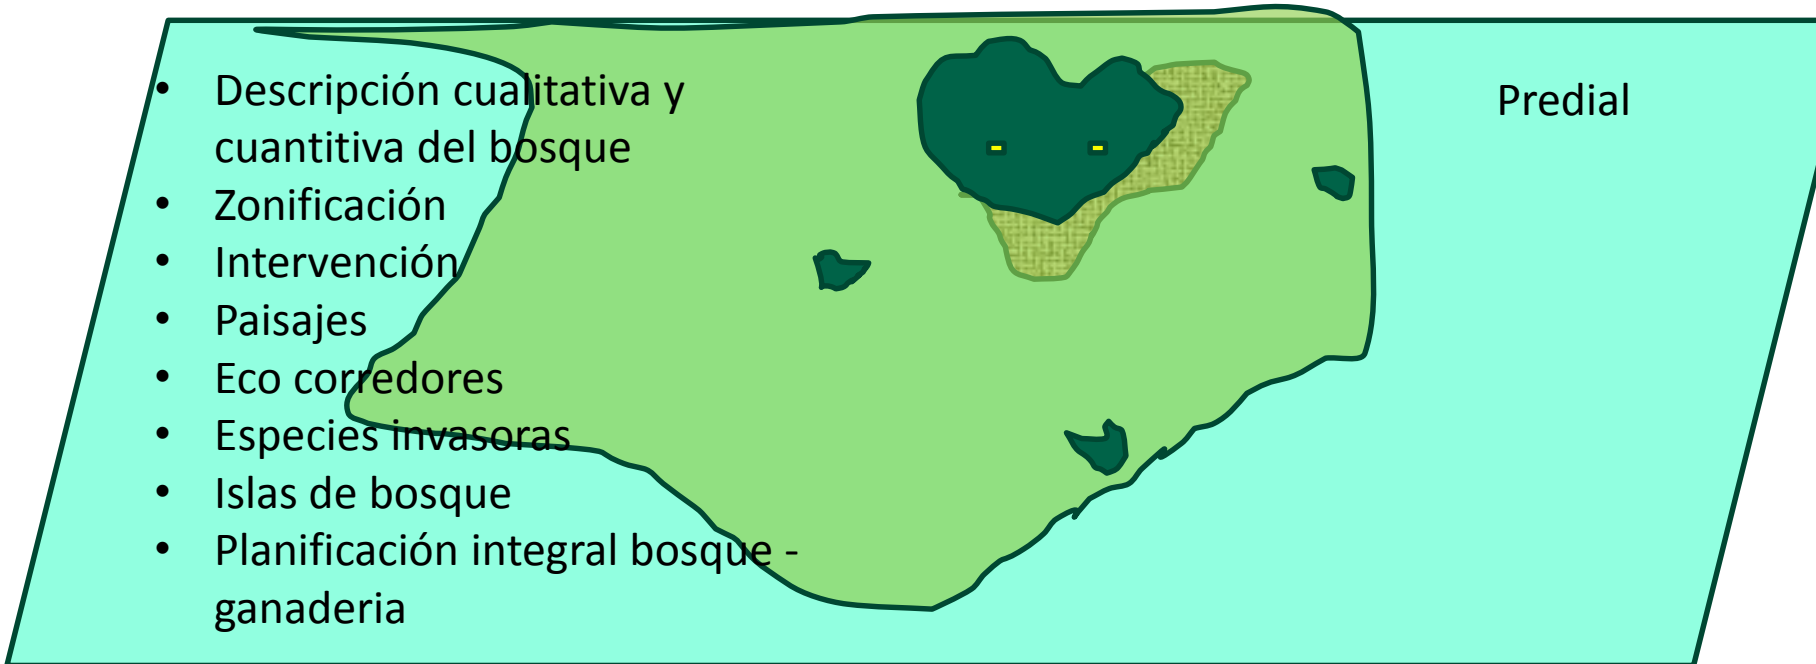 • Descripción cualitativa y
cuantitiva del bosque
• Zonificación
• Intervención
• Paisajes
• Eco corredores
• Especies invasoras
• Islas de bosque
• Planificación integral bosque -
ganaderia
Predial